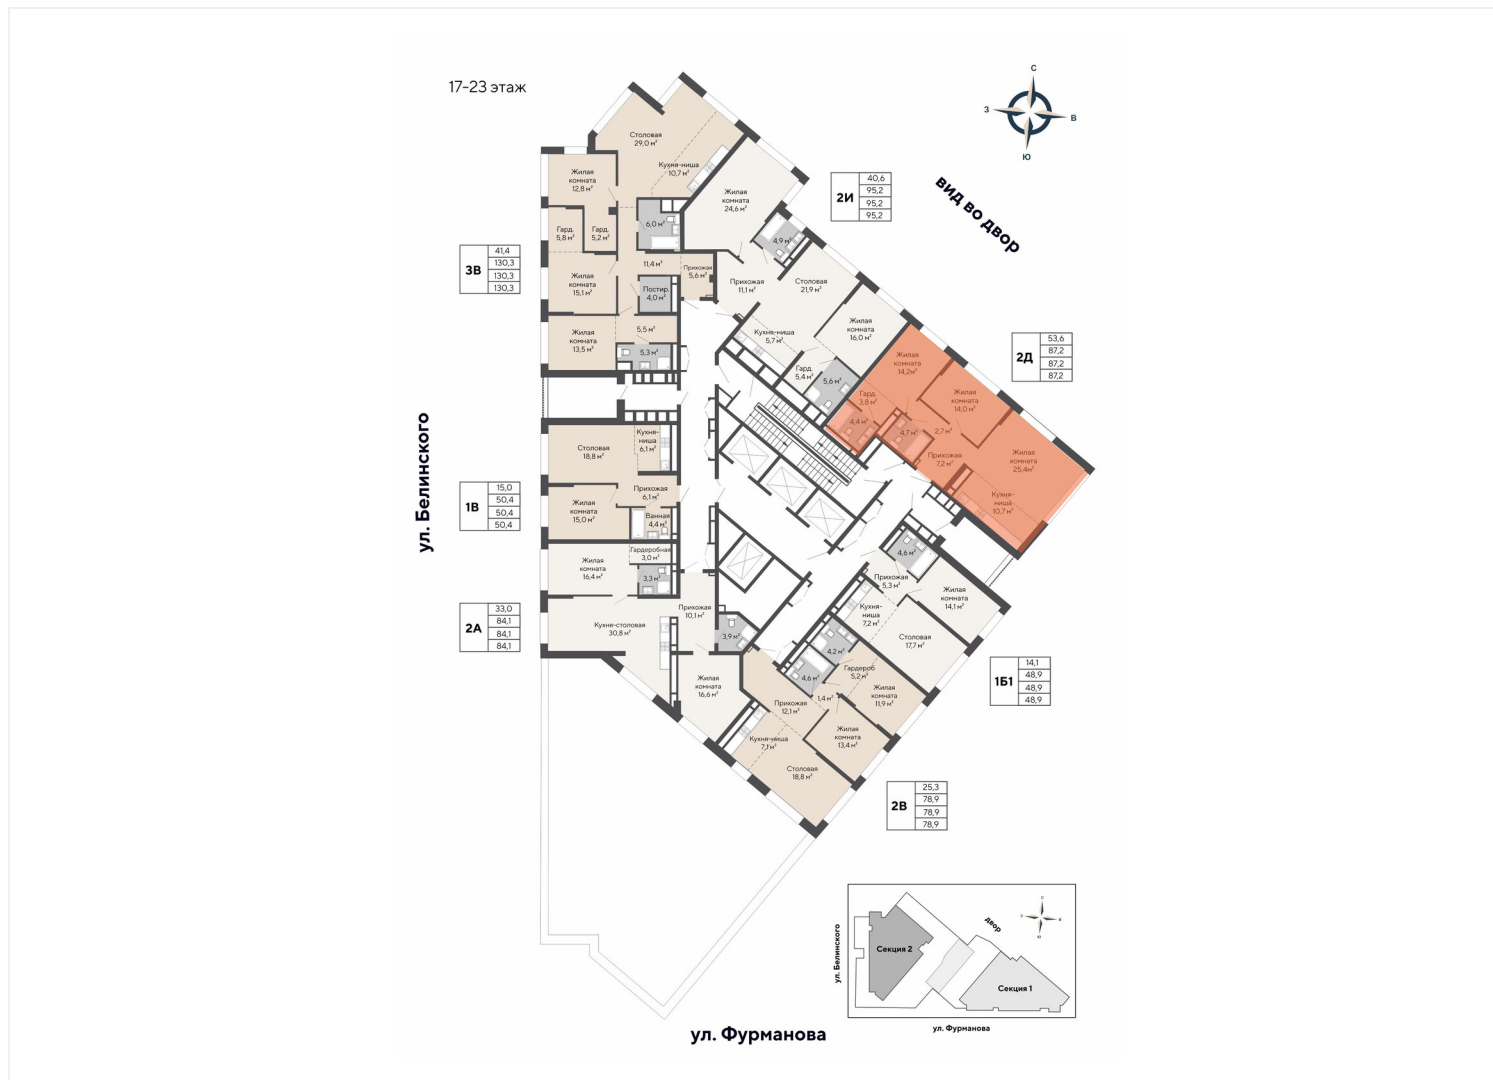 17-23 этаж
С
З
В
Ю
вид во двор
ул. Белинского
ул. Фурманова
3В
41,4
130,3
130,3
130,3
Столовая
29,0 м²
Кухня-ниша
10,7 м²
Жилая
комната
12,8 м²
Гард.
5,8 м²
Гард.
5,2 м²
6,0 м²
11,4 м²
Прихожая
5,6 м²
Жилая
комната
15,1 м²
Постир.
4,0 м²
Жилая
комната
13,5 м²
5,5 м²
5,3 м²
2И
40,6
95,2
95,2
95,2
Жилая
комната
24,6 м²
4,9 м²
Прихожая
11,1 м²
Столовая
21,9 м²
Кухня-ниша
5,7 м²
Жилая
комната
16,0 м²
Гард.
5,4 м²
5,6 м²
2Д
53,6
87,2
87,2
87,2
Жилая
комната
14,2м²
Гард.
3,8 м²
4,4 м²
Жилая
комната
14,0 м²
4,7 м²
2,7 м²
Прихожая
7,2 м²
Жилая
комната
25,4м²
Кухня-
ниша
10,7 м²
1В
15,0
50,4
50,4
50,4
Столовая
18,8 м²
Кухня-
ниша
6,1 м²
Прихожая
6,1 м²
Жилая
комната
15,0 м²
Ванная
4,4 м²
2А
33,0
84,1
84,1
84,1
Жилая
комната
16,4 м²
Гардеробная
3,0 м²
3,3 м²
Прихожая
10,1 м²
Кухня-столовая
30,8 м²
3,9 м²
Жилая
комната
16,6 м²
1Б1
14,1
48,9
48,9
48,9
4,6 м²
Прихожая
5,3 м²
Жилая
комната
14,1 м²
Кухня-
ниша
7,2 м²
Столовая
17,7 м²
2В
25,3
78,9
78,9
78,9
4,2 м²
4,6 м²
Гардероб
5,2 м²
1,4 м²
Жилая
комната
11,9 м²
Прихожая
12,1 м²
Жилая
комната
13,4 м²
Кухня-ниша
7,1 м²
Столовая
18,8 м²
ул. Белинского
Секция 2
двор
Секция 1
ул. Фурманова